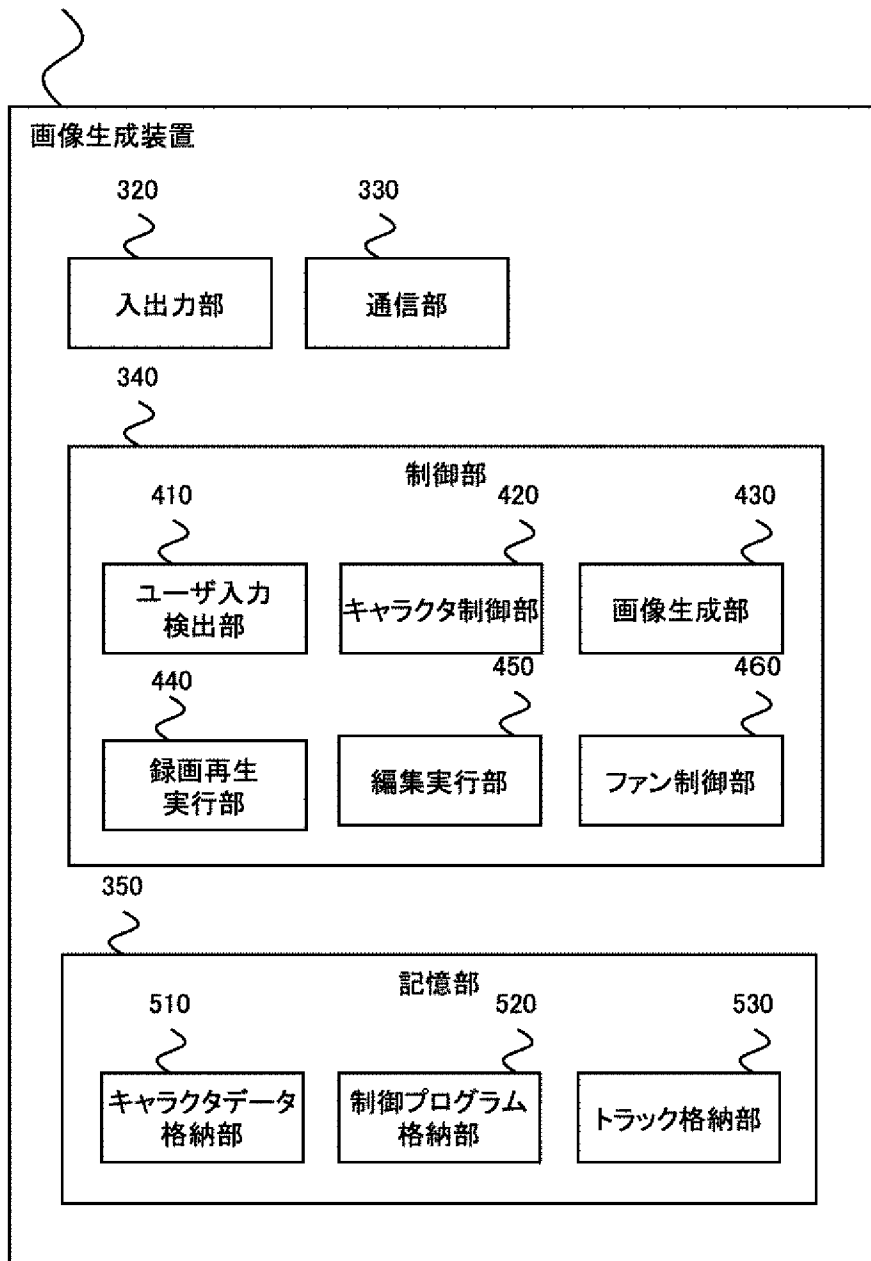 画像生成装置
320
330
入出力部
通信部
340
制御部
410
420
430
ユーザ入力
検出部
キャラクタ制御部
画像生成部
440
450
460
録画再生
実行部
編集実行部
ファン制御部
350
記憶部
510
520
530
キャラクタデータ
格納部
制御プログラム
格納部
トラック格納部